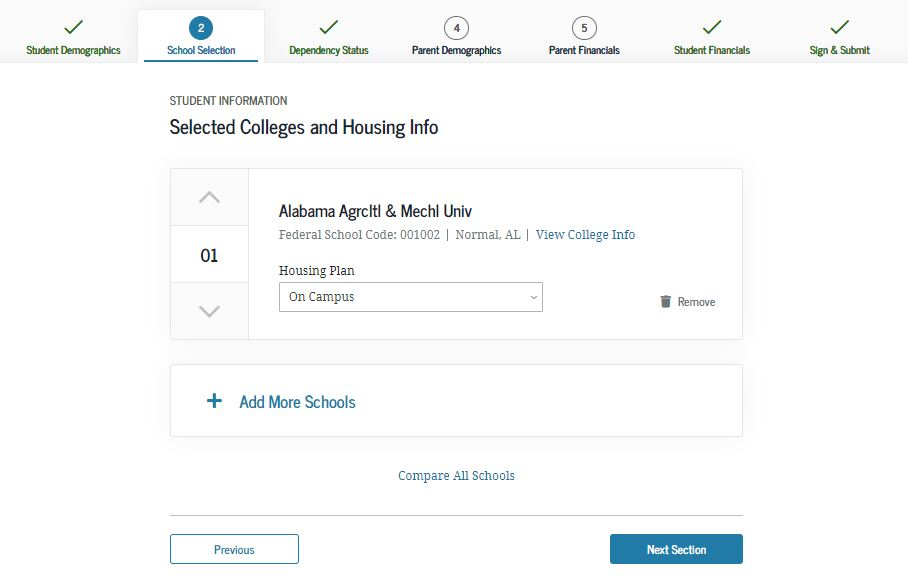 2 4 5
Student Demographics School Selection Dependency Status Parent Demographics Parent Financials Student Financials Sign & Submit
STUDENT INFORMATION
Selected Colleges and Housing Info
01
Alabama Agrcltl & Mechl Univ
Federal School Code: 001002 | Normal, AL | View College Info
Housing Plan
On Campus
Remove
Add More Schools
Compare All Schools
Previous Next Section